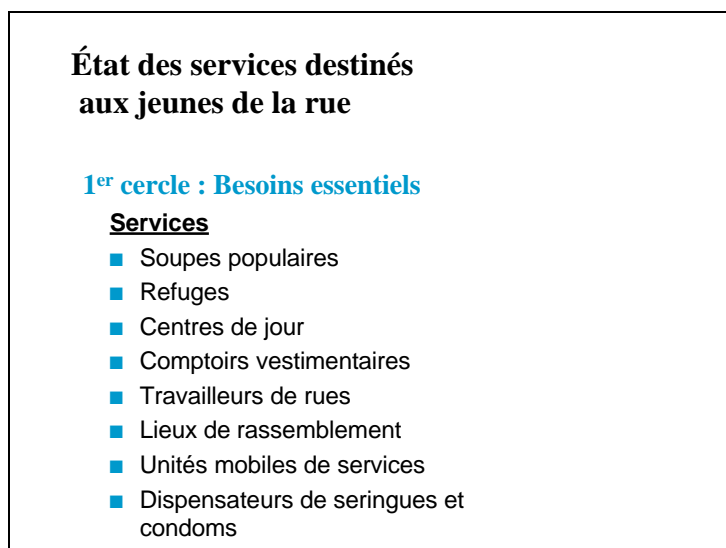 État des services destinés
aux jeunes de la rue
1er cercle : Besoins essentiels
Services
■ Soupes populaires
■ Refuges
■ Centres de jour
■ Comptoirs vestimentaires
■ Travailleurs de rues
■ Lieux de rassemblement
■ Unités mobiles de services
■ Dispensateurs de seringues et
condoms